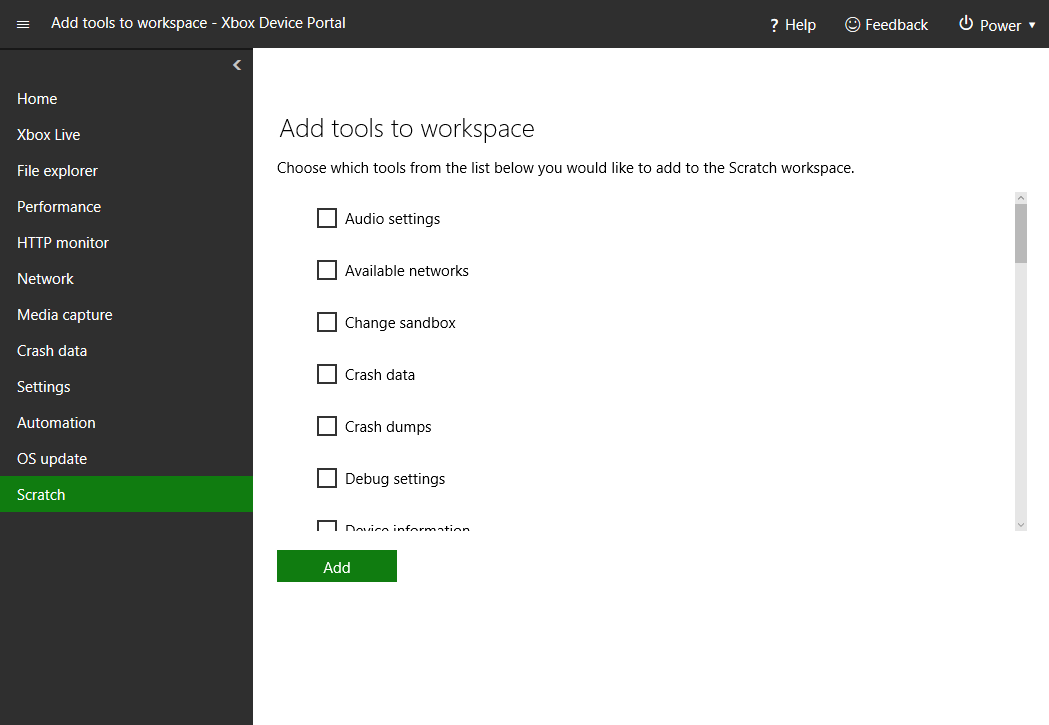 Add tools to workspace - Xbox Device Portal
? Help
Feedback
Power
Home
Xbox Live
File explorer
Performance
HTTP monitor
Network
Media capture
Crash data
Settings
Automation
OS update
Scratch
Add tools to workspace
Choose which tools from the list below you would like to add to the Scratch workspace.
Audio settings
Available networks
Change sandbox
Crash data
Crash dumps
Debug settings
Device information
Add